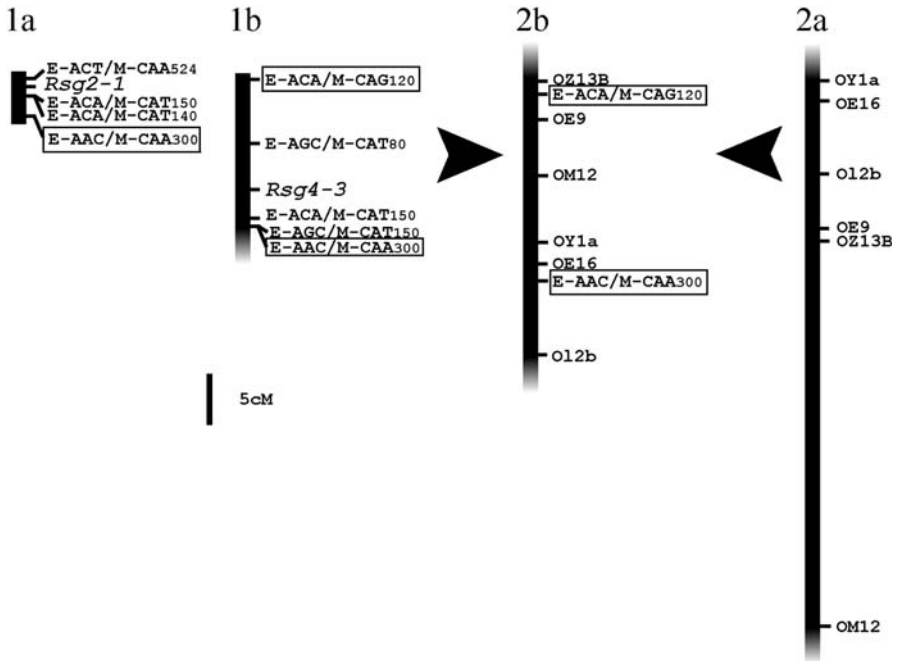 1a
E-ACT/M-CAA524
Rsg2-1
E-ACA/M-CAT150
E-ACA/M-CAT140
E-AAC/M-CAA300
1b
E-ACA/M-CAG120
E-AGC/M-CAT80
Rsg4-3
E-ACA/M-CAT150
E-AGC/M-CAT150
E-AAC/M-CAA300
5cM
2b
OZ13B
E-ACA/M-CAG120
OE9
OM12
OY1a
OE16
E-AAC/M-CAA300
O12b
2a
OY1a
OE16
O12b
OE9
OZ13B
OM12